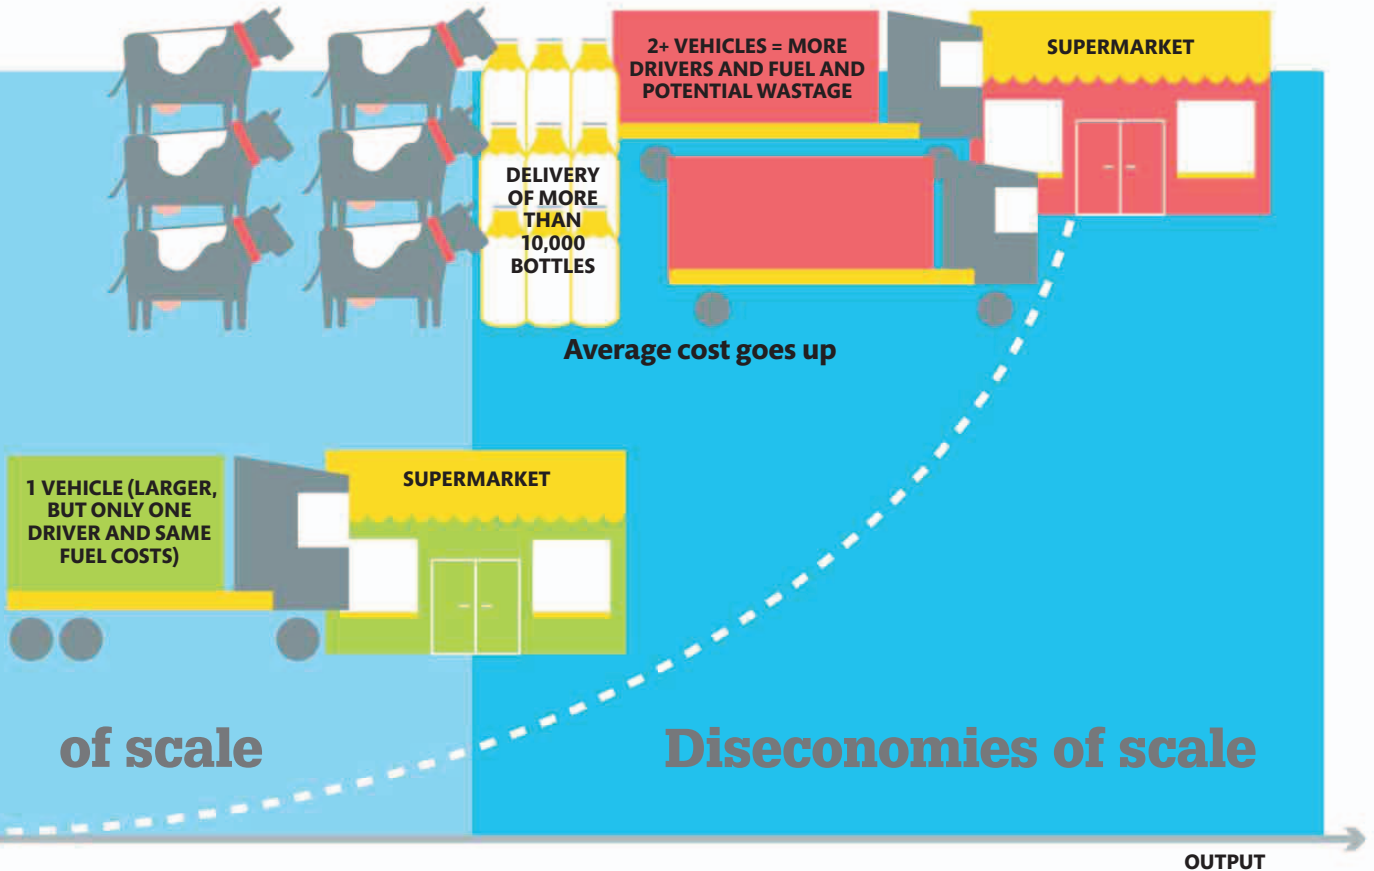 2+ VEHICLES = MORE
DRIVERS AND FUEL AND
POTENTIAL WASTAGE
SUPERMARKET
DELIVERY
OF MORE
THAN
10,000
BOTTLES
Average cost goes up
1 VEHICLE (LARGER,
BUT ONLY ONE
DRIVER AND SAME
FUEL COSTS)
SUPERMARKET
of scale
Diseconomies of scale
OUTPUT